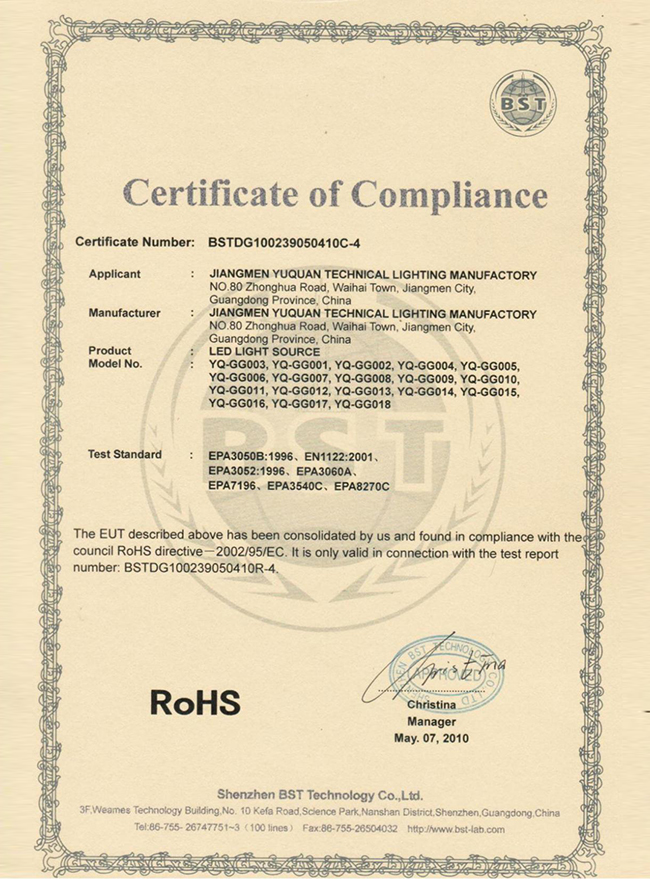 BST
Certificate of Compliance
Certificate Number: BSTDG100239050410C-4
Applicant : JIANGMEN YUQUAN TECHNICAL LIGHTING MANUFACTORY
NO.80 Zhonghua Road, Waihai Town, Jiangmen City,
Guangdong Province, China
Manufacturer : JIANGMEN YUQUAN TECHNICAL LIGHTING MANUFACTORY
NO.80 Zhonghua Road, Waihai Town, Jiangmen City,
Guangdong Province, China
Product : LED LIGHT SOURCE
Model No. : YQ-GG003, YQ-GG001, YQ-GG002, YQ-GG004, YQ-GG005,
YQ-GG006, YQ-GG007, YQ-GG008, YQ-GG009, YQ-GG010,
YQ-GG011, YQ-GG012, YQ-GG013, YQ-GG014, YQ-GG015,
YQ-GG016, YQ-GG017, YQ-GG018
BST
Test Standard : EPA3050B:1996、EN1122:2001、
EPA3052:1996、EPA3060A、
EPA7196、EPA3540C、EPA8270C
The EUT described above has been consolidated by us and found in compliance with the
council RoHS directive－2002/95/EC. It is only valid in connection with the test report
number: BSTDG100239050410R-4.
APPROVED
Christina
RoHS
Christina
Manager
May. 07, 2010
Shenzhen BST Technology Co.,Ltd.
3F,Weames Technology Building,No. 10 Kefa Road,Science Park,Nanshan District,Shenzhen,Guangdong,China
Tel:86-755- 26747751~3（100 lines） Fax:86-755-26504032 http://www.bst-lab.com